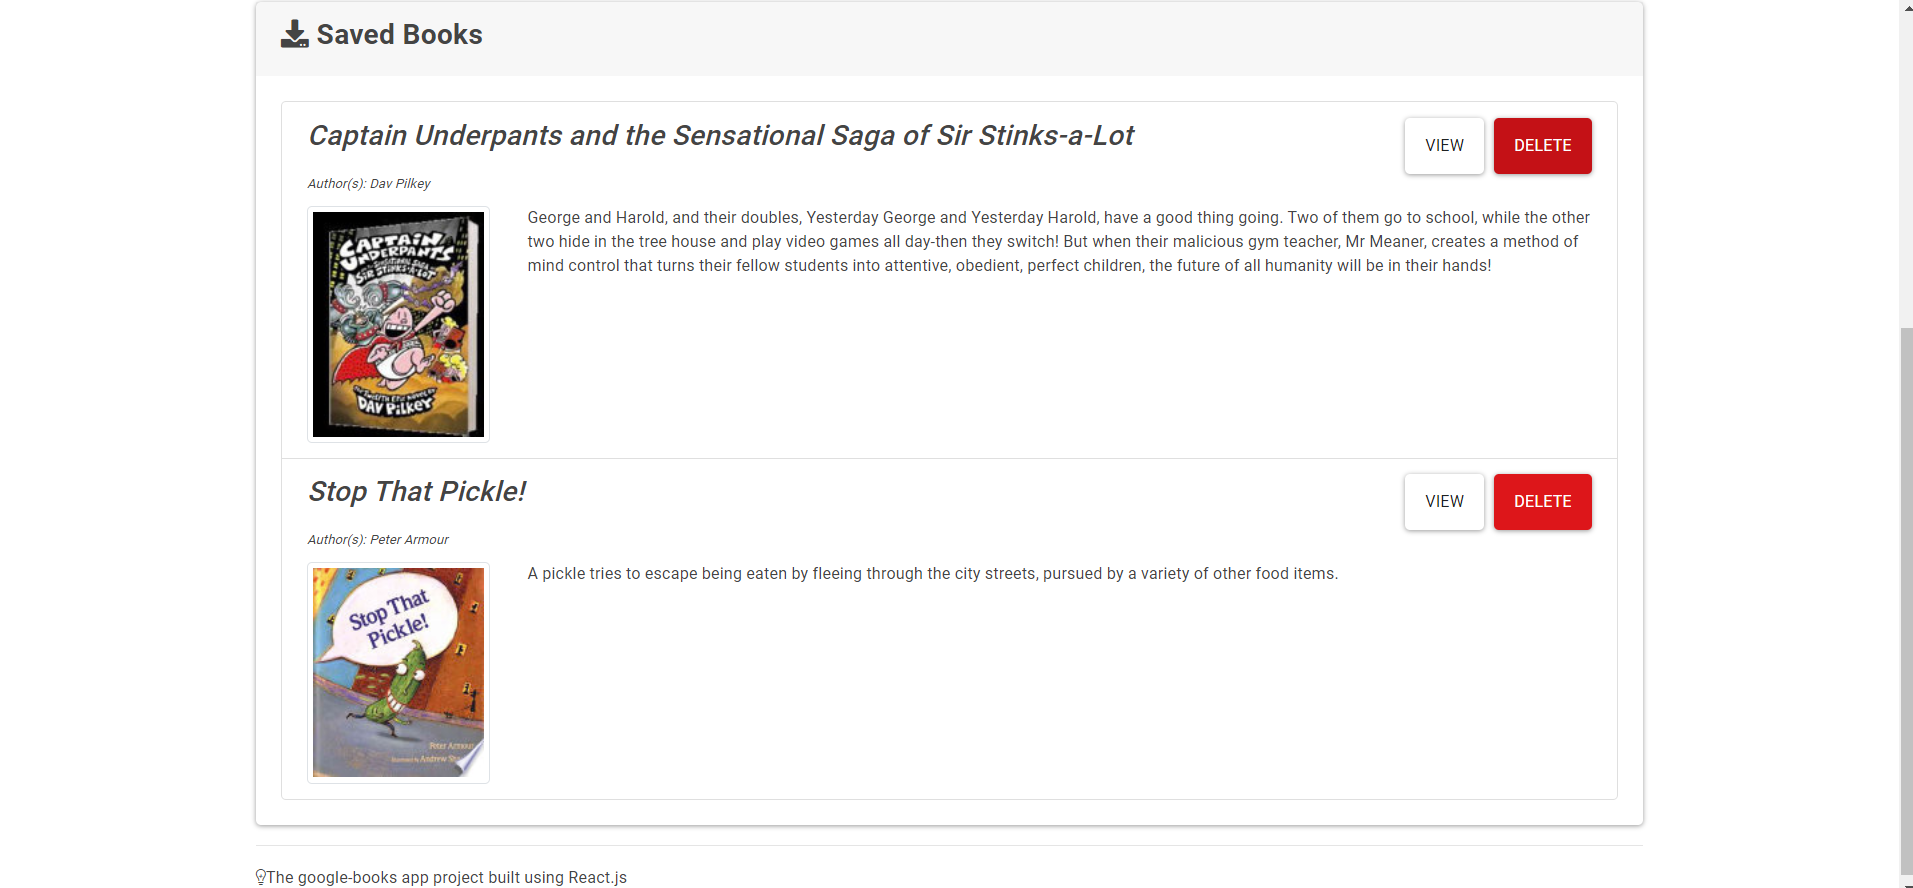 Saved Books
Captain Underpants and the Sensational Saga of Sir Stinks-a-Lot
VIEW
DELETE
Author(s): Dav Pilkey
CAPTAIN
UNDERPANTS
SIR STINKS-A-LOT
DAV PILKEY
George and Harold, and their doubles, Yesterday George and Yesterday Harold, have a good thing going. Two of them go to school, while the other
two hide in the tree house and play video games all day-then they switch! But when their malicious gym teacher, Mr Meaner, creates a method of
mind control that turns their fellow students into attentive, obedient, perfect children, the future of all humanity will be in their hands!
Stop That Pickle!
VIEW
DELETE
Author(s): Peter Armour
Stop That
Pickle!
Peter Armour
Andrew
A pickle tries to escape being eaten by fleeing through the city streets, pursued by a variety of other food items.
The google-books app project built using React.js